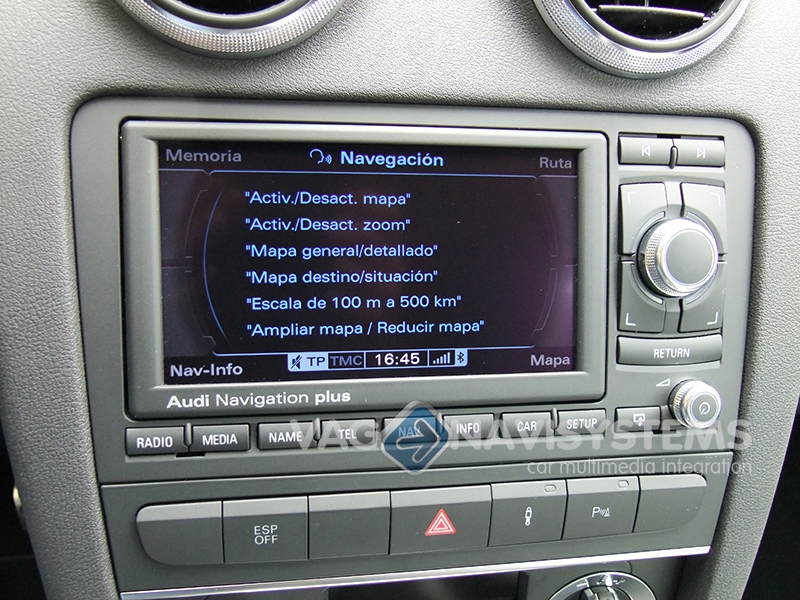 Memoria Navegación Ruta
"Activ./Desact. mapa"
"Activ./Desact. zoom"
"Mapa general/detallado"
"Mapa destino/situación"
"Escala de 100 m a 500 km"
"Ampliar mapa / Reducir mapa"
Nav-Info TP TMC 16:45 Mapa
RETURN
Audi Navigation plus
RADIO MEDIA NAME TEL NAV INFO CAR SETUP
VAG NAVISYSTEMS
car multimedia integration
ESP
OFF
P